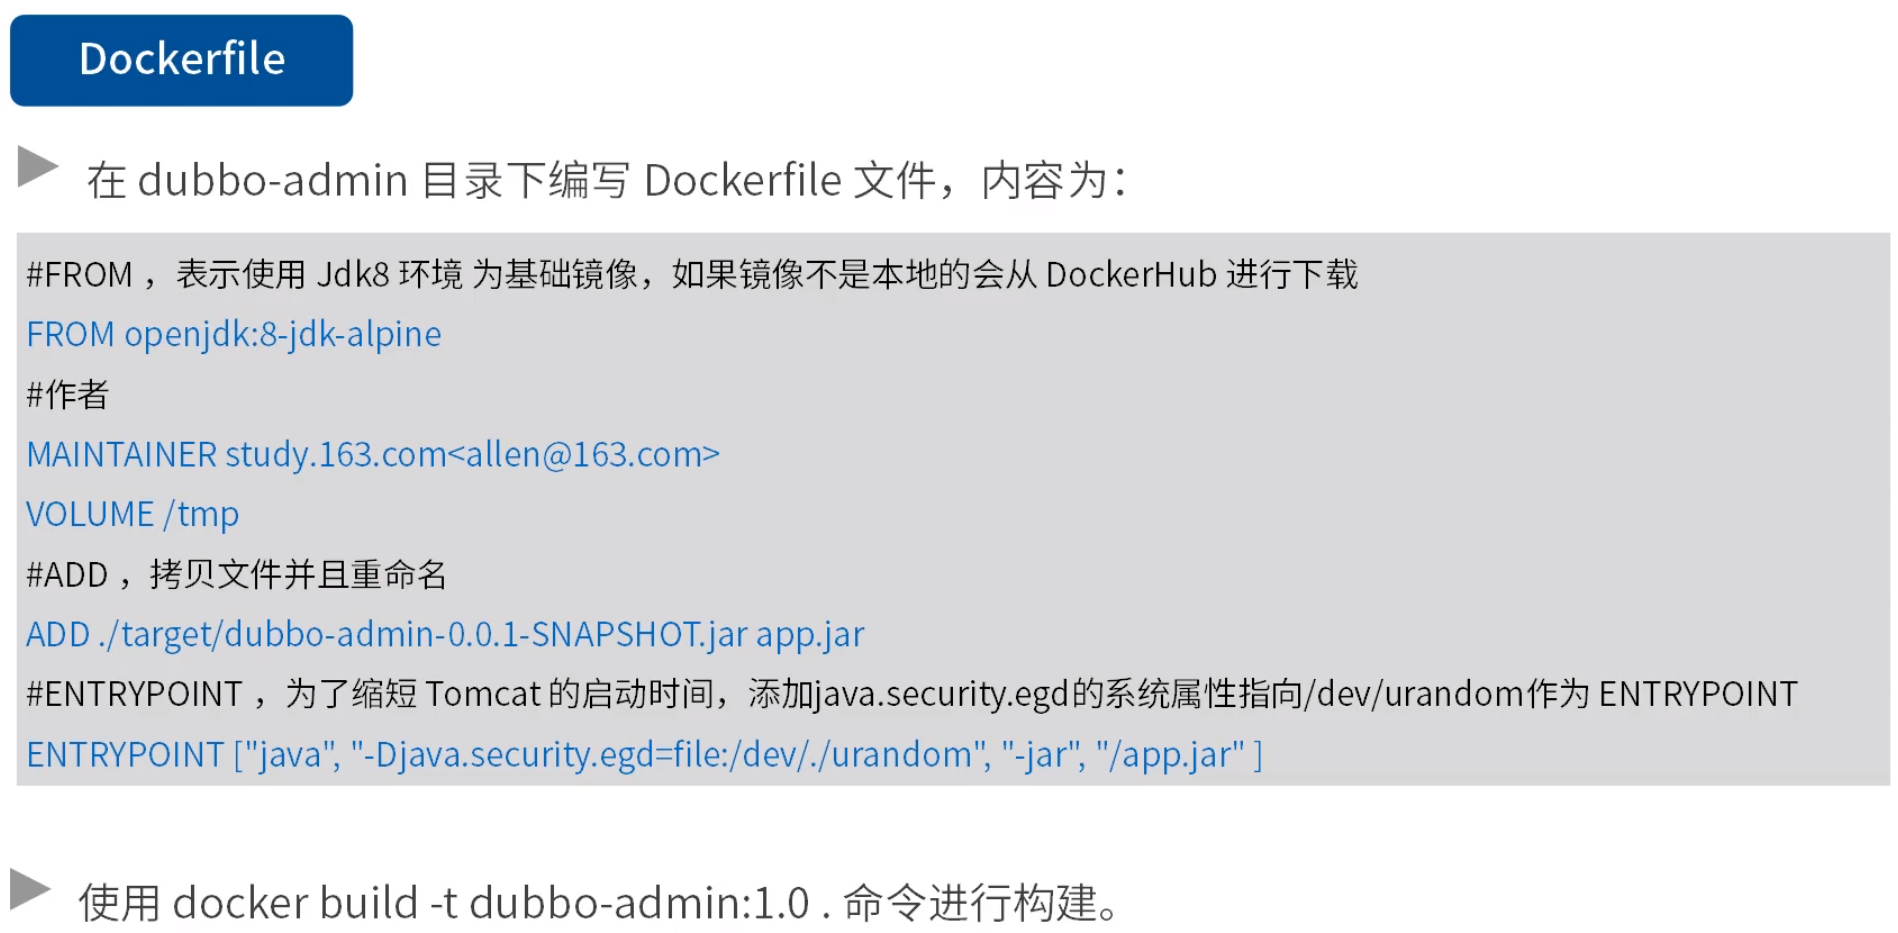 Dockerfile
在 dubbo-admin 目录下编写 Dockerfile 文件，内容为：
#FROM ，表示使用 Jdk8 环境 为基础镜像，如果镜像不是本地的会从 DockerHub 进行下载
FROM openjdk:8-jdk-alpine
#作者
MAINTAINER study.163.com<allen@163.com>
VOLUME /tmp
#ADD ，拷贝文件并且重命名
ADD ./target/dubbo-admin-0.0.1-SNAPSHOT.jar app.jar
#ENTRYPOINT ，为了缩短 Tomcat 的启动时间，添加java.security.egd的系统属性指向/dev/urandom作为 ENTRYPOINT
ENTRYPOINT ["java", "-Djava.security.egd=file:/dev/./urandom", "-jar", "/app.jar" ]
使用 docker build -t dubbo-admin:1.0 . 命令进行构建。